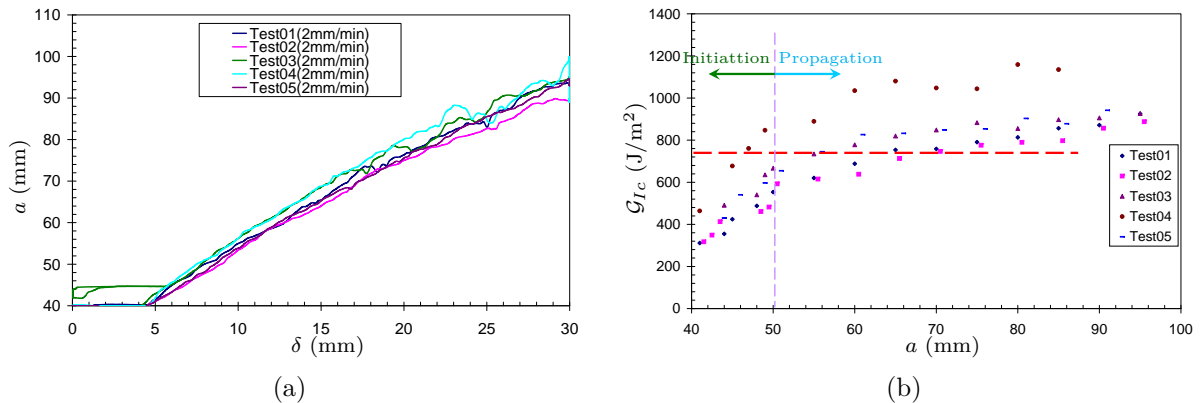 110
100
90
80
70
60
50
40
a (mm)
Test01(2mm/min)
Test02(2mm/min)
Test03(2mm/min)
Test04(2mm/min)
Test05(2mm/min)
0 5 10 15 20 25 30
δ (mm)
(a)
1400
1200
1000
800
600
400
200
0
𝒢Ic (J/m²)
Initiattion Propagation
Test01
Test02
Test03
Test04
Test05
40 50 60 70 80 90 100
a (mm)
(b)